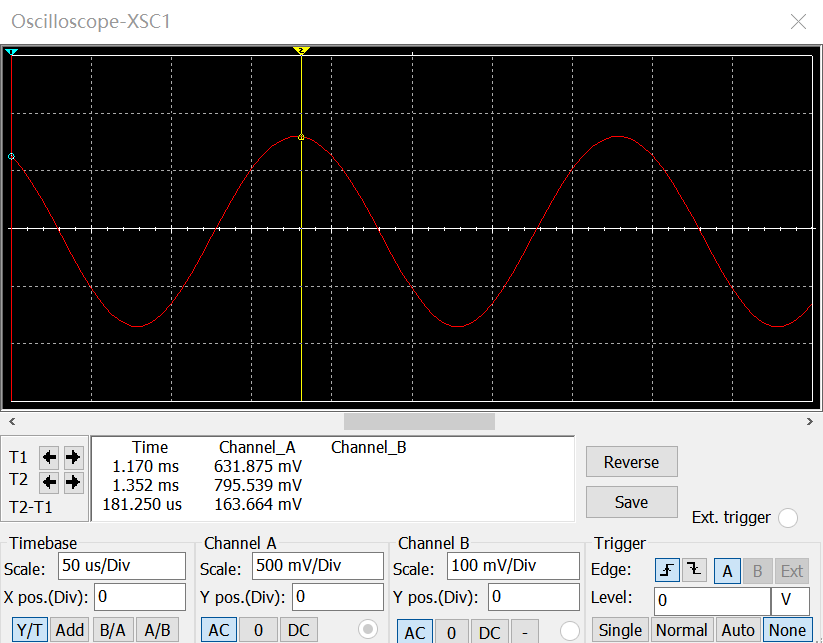 Oscilloscope-XSC1
1
2
Time Channel_A Channel_B
T1 1.170 ms 631.875 mV
T2 1.352 ms 795.539 mV
T2-T1 181.250 us 163.664 mV
Reverse
Save
Ext. trigger
Timebase
Scale: 50 us/Div
X pos.(Div): 0
Y/T Add B/A A/B
Channel A
Scale: 500 mV/Div
Y pos.(Div): 0
AC 0 DC
Channel B
Scale: 100 mV/Div
Y pos.(Div): 0
AC 0 DC -
Trigger
Edge: A B Ext
Level: 0 V
Single Normal Auto None